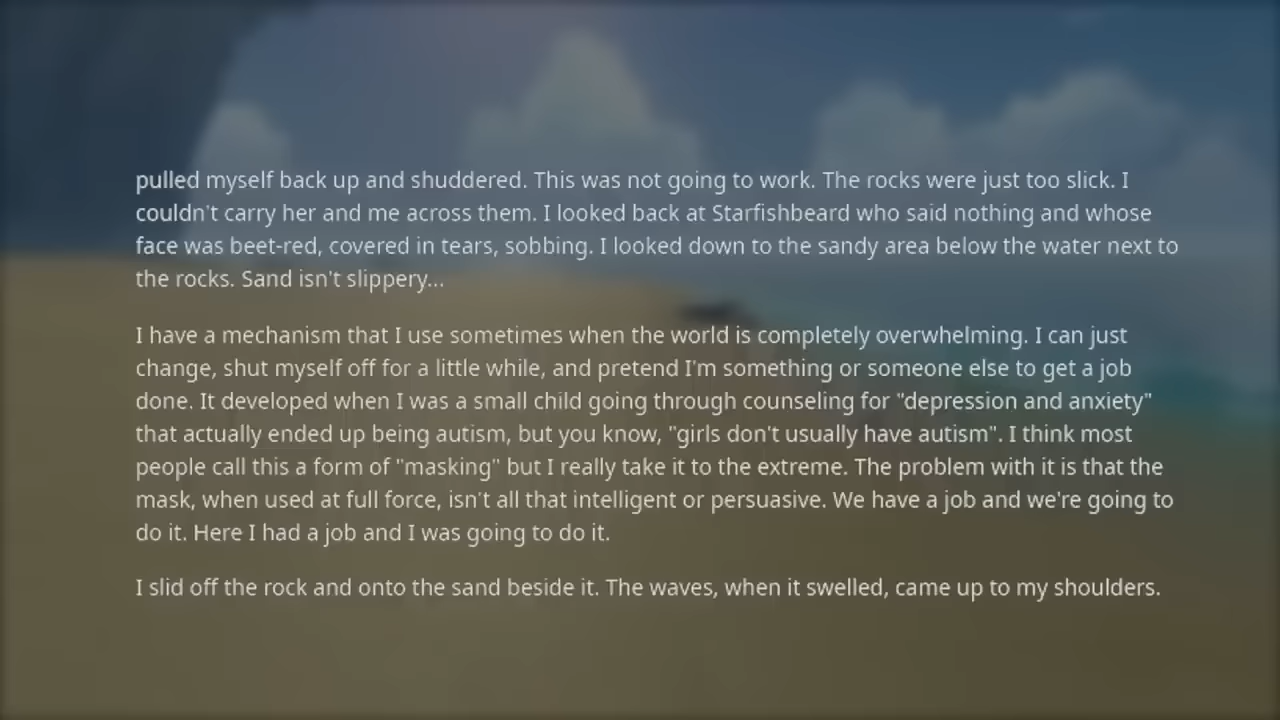 pulled myself back up and shuddered. This was not going to work. The rocks were just too slick. I
couldn't carry her and me across them. I looked back at Starfishbeard who said nothing and whose
face was beet-red, covered in tears, sobbing. I looked down to the sandy area below the water next to
the rocks. Sand isn't slippery...
I have a mechanism that I use sometimes when the world is completely overwhelming. I can just
change, shut myself off for a little while, and pretend I'm something or someone else to get a job
done. It developed when I was a small child going through counseling for "depression and anxiety"
that actually ended up being autism, but you know, "girls don't usually have autism". I think most
people call this a form of "masking" but I really take it to the extreme. The problem with it is that the
mask, when used at full force, isn't all that intelligent or persuasive. We have a job and we're going to
do it. Here I had a job and I was going to do it.
I slid off the rock and onto the sand beside it. The waves, when it swelled, came up to my shoulders.